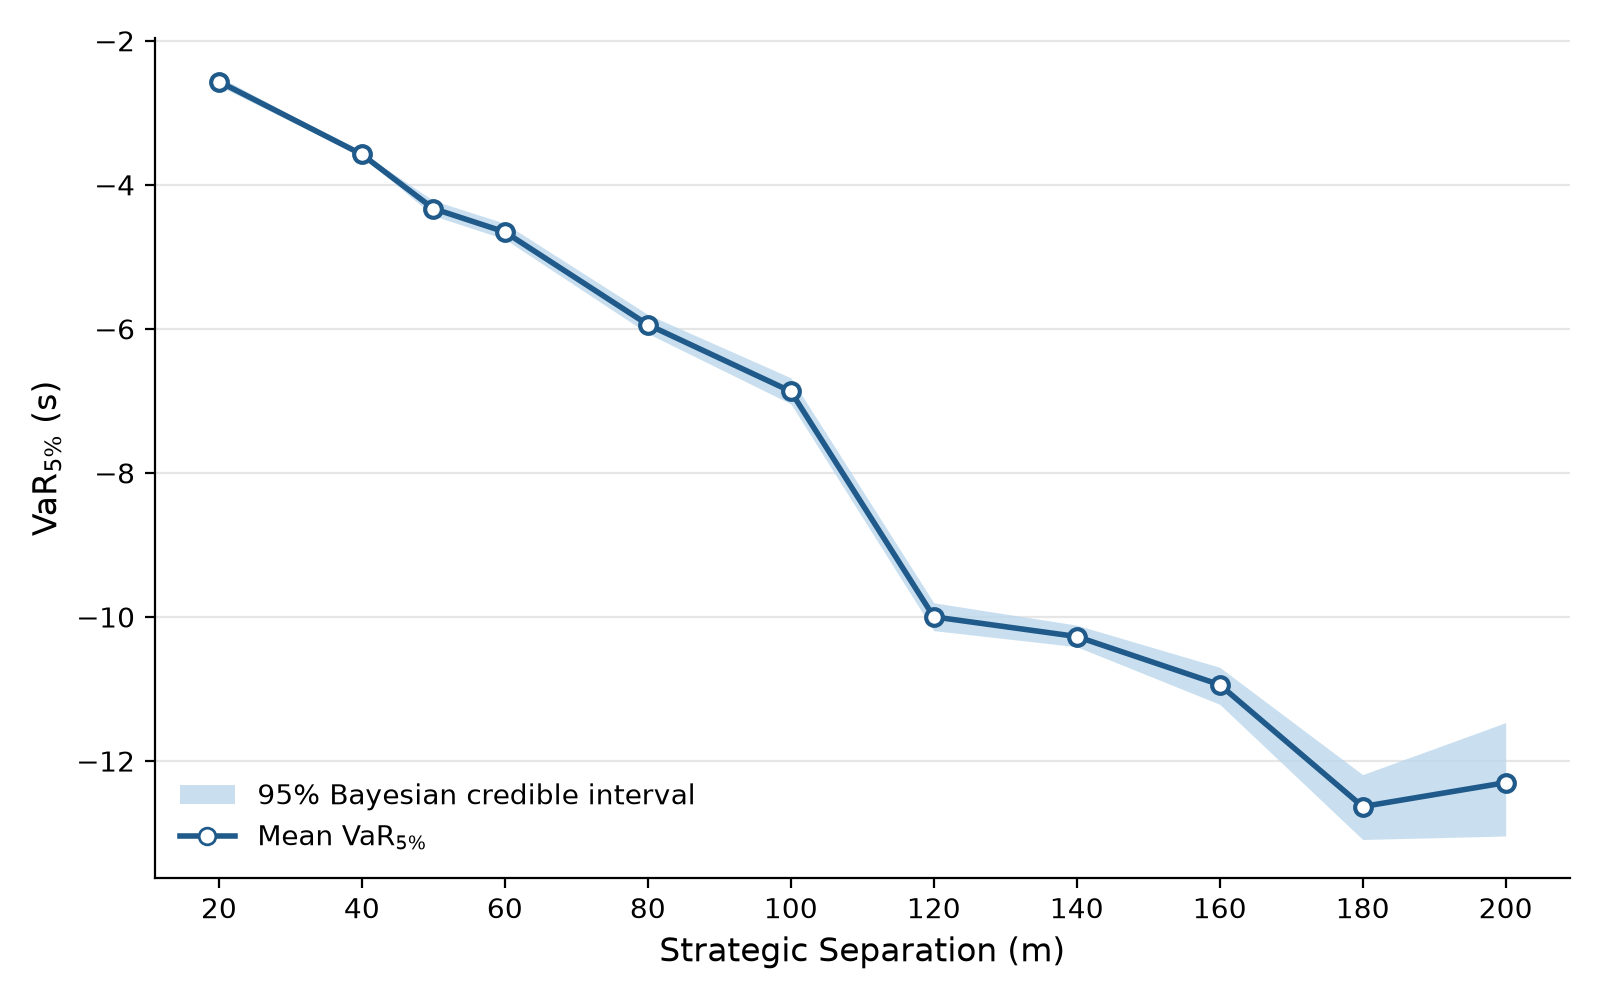 −2
−4
−6
−8
−10
−12
VaR5% (s)
95% Bayesian credible interval
Mean VaR5%
20 40 60 80 100 120 140 160 180 200
Strategic Separation (m)